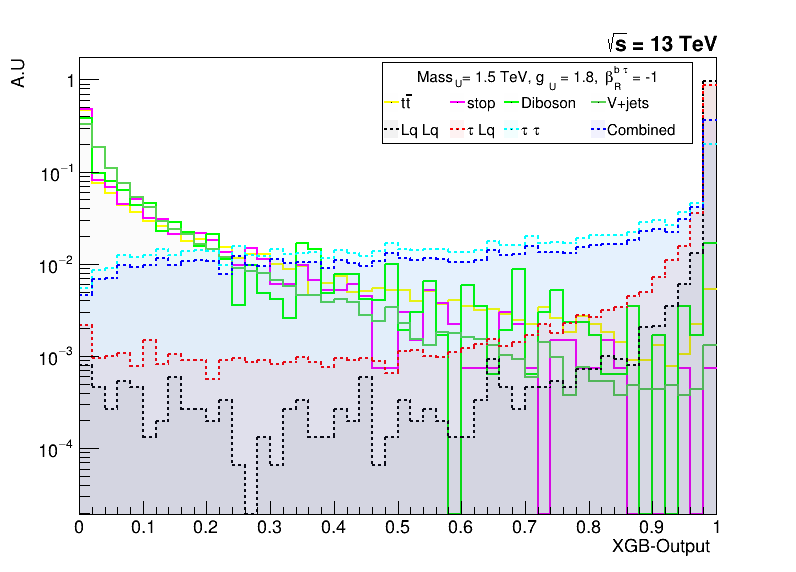 √s = 13 TeV
A.U
Mass_U = 1.5 TeV, g_U = 1.8, β_R^{b τ} = -1
tt̄ stop Diboson V+jets
Lq Lq τ Lq τ τ Combined
1
10⁻¹
10⁻²
10⁻³
10⁻⁴
0 0.1 0.2 0.3 0.4 0.5 0.6 0.7 0.8 0.9 1
XGB-Output